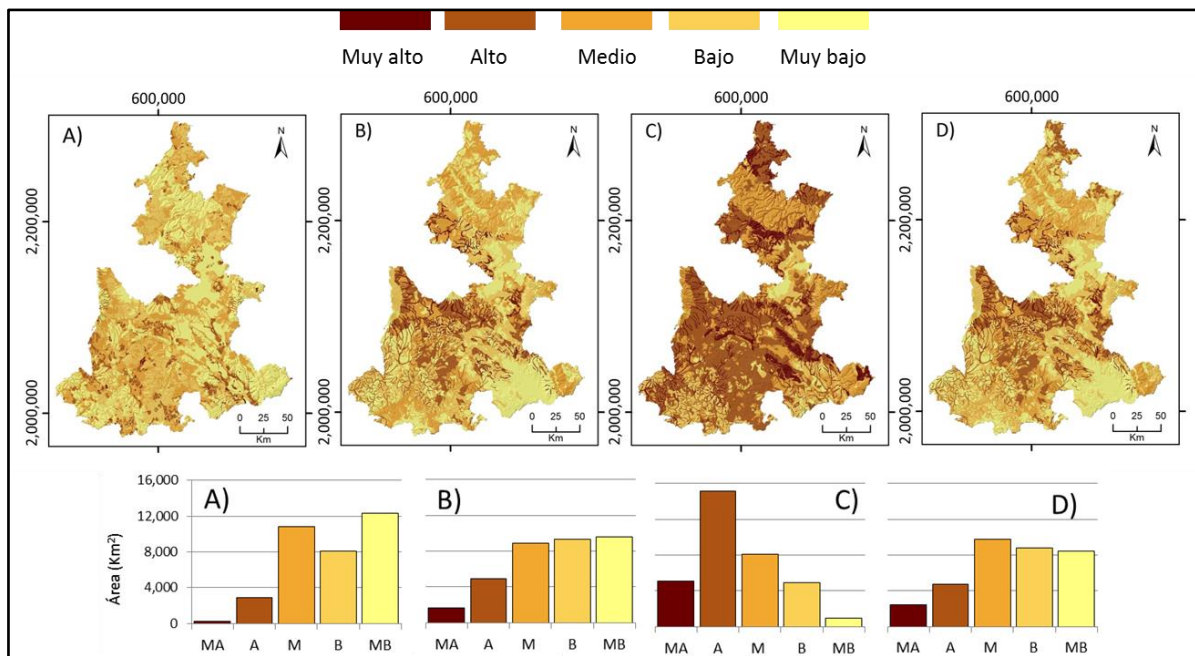 Muy alto Alto Medio Bajo Muy bajo
600,000 600,000 600,000 600,000
A) N B) N C) N D) N
2,200,000 2,200,000 2,200,000 2,200,000
2,000,000 2,000,000 2,000,000 2,000,000
0 25 50 0 25 50 0 25 50 0 25 50
Km Km Km Km
16,000
A) B) C) D)
12,000
Área (Km²)
8,000
4,000
0
MA A M B MB MA A M B MB MA A M B MB MA A M B MB